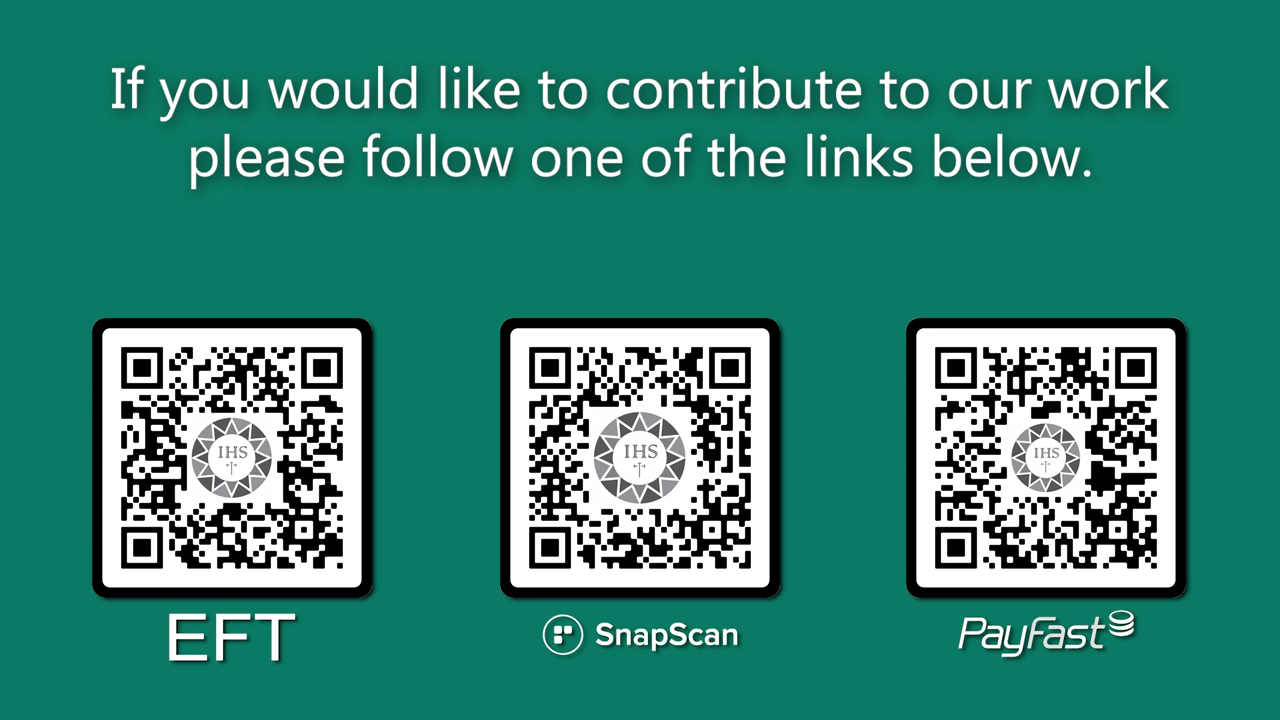 If you would like to contribute to our work
please follow one of the links below.
IHS
IHS
IHS
EFT
SnapScan
PayFast